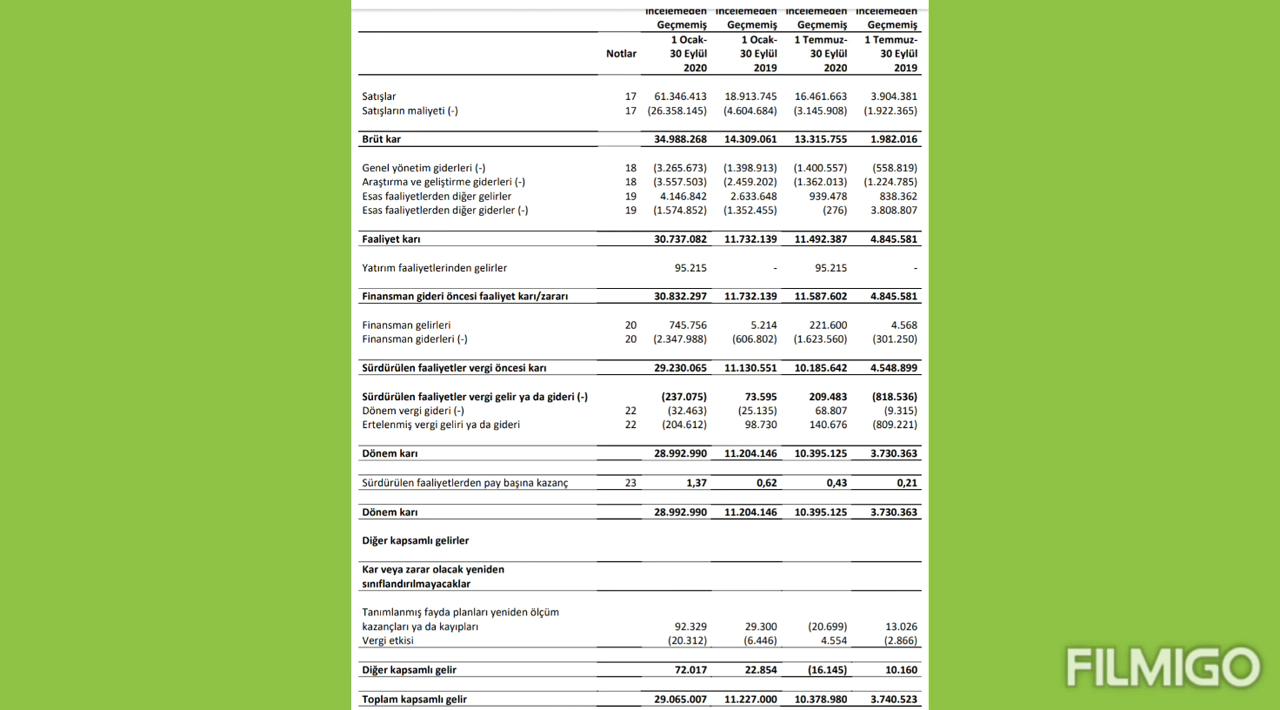 İncelemeden İncelemeden İncelemeden İncelemeden
Geçmemiş Geçmemiş Geçmemiş Geçmemiş
1 Ocak- 1 Ocak- 1 Temmuz- 1 Temmuz-
Notlar 30 Eylül 30 Eylül 30 Eylül 30 Eylül
2020 2019 2020 2019
Satışlar 17 61.346.413 18.913.745 16.461.663 3.904.381
Satışların maliyeti (-) 17 (26.358.145) (4.604.684) (3.145.908) (1.922.365)
Brüt kar 34.988.268 14.309.061 13.315.755 1.982.016
Genel yönetim giderleri (-) 18 (3.265.673) (1.398.913) (1.400.557) (558.819)
Araştırma ve geliştirme giderleri (-) 18 (3.557.503) (2.459.202) (1.362.013) (1.224.785)
Esas faaliyetlerden diğer gelirler 19 4.146.842 2.633.648 939.478 838.362
Esas faaliyetlerden diğer giderler (-) 19 (1.574.852) (1.352.455) (276) 3.808.807
Faaliyet karı 30.737.082 11.732.139 11.492.387 4.845.581
Yatırım faaliyetlerinden gelirler 95.215 - 95.215 -
Finansman gideri öncesi faaliyet karı/zararı 30.832.297 11.732.139 11.587.602 4.845.581
Finansman gelirleri 20 745.756 5.214 221.600 4.568
Finansman giderleri (-) 20 (2.347.988) (606.802) (1.623.560) (301.250)
Sürdürülen faaliyetler vergi öncesi karı 29.230.065 11.130.551 10.185.642 4.548.899
Sürdürülen faaliyetler vergi gelir ya da gideri (-) (237.075) 73.595 209.483 (818.536)
Dönem vergi gideri (-) 22 (32.463) (25.135) 68.807 (9.315)
Ertelenmiş vergi geliri ya da gideri 22 (204.612) 98.730 140.676 (809.221)
Dönem karı 28.992.990 11.204.146 10.395.125 3.730.363
Sürdürülen faaliyetlerden pay başına kazanç 23 1,37 0,62 0,43 0,21
Dönem karı 28.992.990 11.204.146 10.395.125 3.730.363
Diğer kapsamlı gelirler
Kar veya zarar olacak yeniden
sınıflandırılmayacaklar
Tanımlanmış fayda planları yeniden ölçüm
kazançları ya da kayıpları 92.329 29.300 (20.699) 13.026
Vergi etkisi (20.312) (6.446) 4.554 (2.866)
Diğer kapsamlı gelir 72.017 22.854 (16.145) 10.160
Toplam kapsamlı gelir 29.065.007 11.227.000 10.378.980 3.740.523
FILMIGO